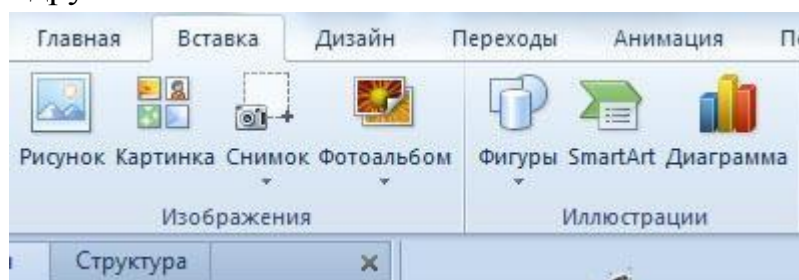 Главная Вставка Дизайн Переходы Анимация
Рисунок Картинка Снимок Фотоальбом Фигуры SmartArt Диаграмма
Изображения Иллюстрации
Структура